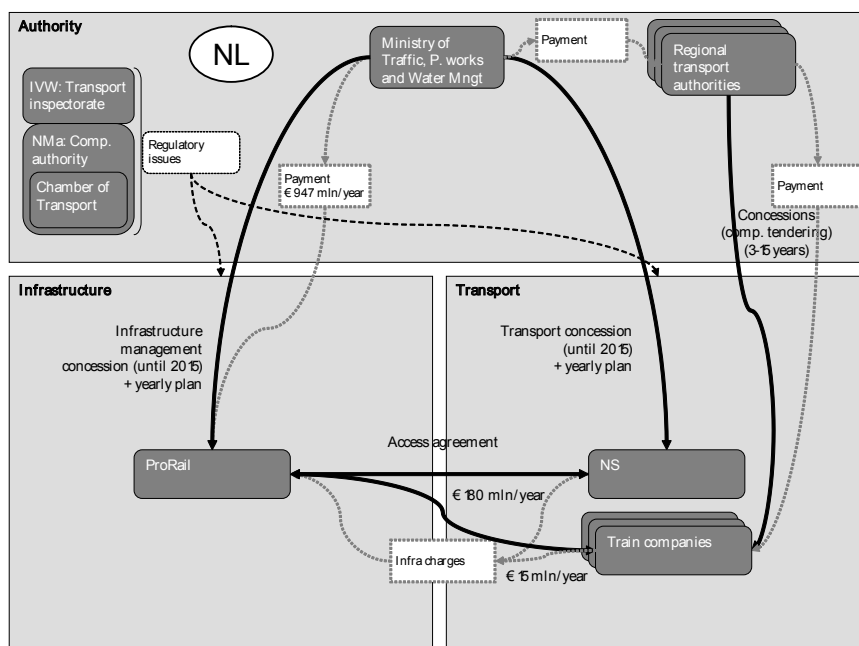 Authority
NL
Ministry of
Traffic, P. works
and Water Mngt
Payment
Regional
transport
authorities
IVW: Transport
inspectorate
NMa: Comp.
authority
Chamber of
Transport
Regulatory
issues
Payment
€ 947 mln/year
Payment
Concessions
(comp. tendering)
(3-15 years)
Infrastructure
Transport
Infrastructure
management
concession (until 2015)
+ yearly plan
Transport concession
(until 2015)
+ yearly plan
Access agreement
ProRail
NS
€ 180 mln/year
Train companies
Infra charges
€ 15 mln/year